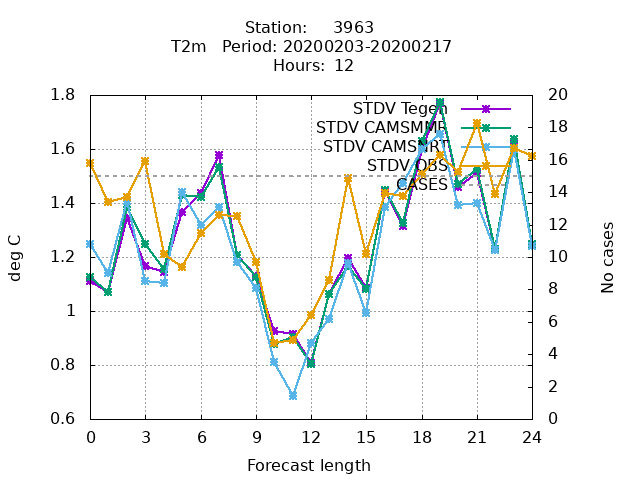 Station:     3963
T2m   Period: 20200203-20200217
Hours: 12
1.8
1.6
1.4
1.2
1
0.8
0.6
deg C
20
18
16
14
12
10
8
6
4
2
0
No cases
STDV Tegen
STDV CAMSMMR
STDV CAMSNRT
STDV OBS
CASES
0 3 6 9 12 15 18 21 24
Forecast length